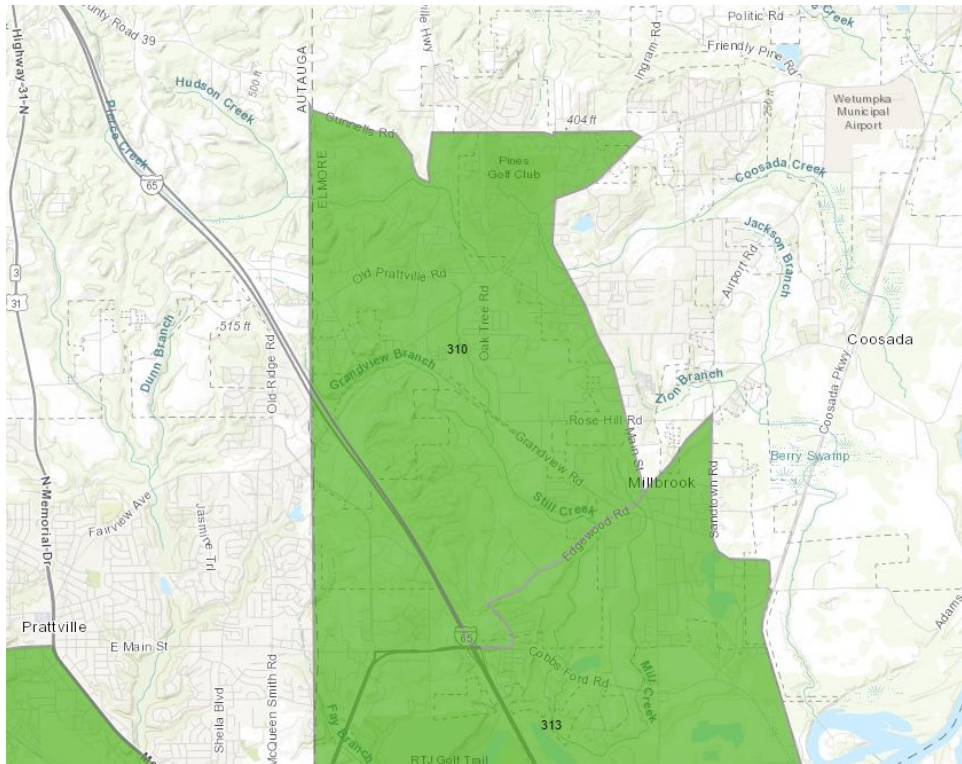 Highway 31 N
County Road 39
ville Hwy
Politic Rd
Ingram Rd
Friendly Pine Rd
Creek
Hudson Creek
500 ft
AUTAUGA
Pierce Creek
65
ELMORE
Gunnells Rd
404 ft
250 ft
Wetumpka
Municipal
Airport
Pines
Golf Club
Coosada Creek
Jackson
Branch
Airport Rd
3
31
Old Prattville Rd
Oak Tree Rd
515 ft
Dunn Branch
Old Ridge Rd
310
Grandview Branch
Coosada
Coosada Pkwy
Zion Branch
Rose Hill Rd
Main St
Grandview Rd
Berry Swamp
Millbrook
Sandtown Rd
Still Creek
Edgewood Rd
N Memorial Dr
Fairview Ave
Jasmine Trl
Prattville
E Main St
65
Cobbs Ford Rd
Mill Creek
Adams
McQueen Smith Rd
Sheila Blvd
Fay Branch
313
RTJ Golf Trail